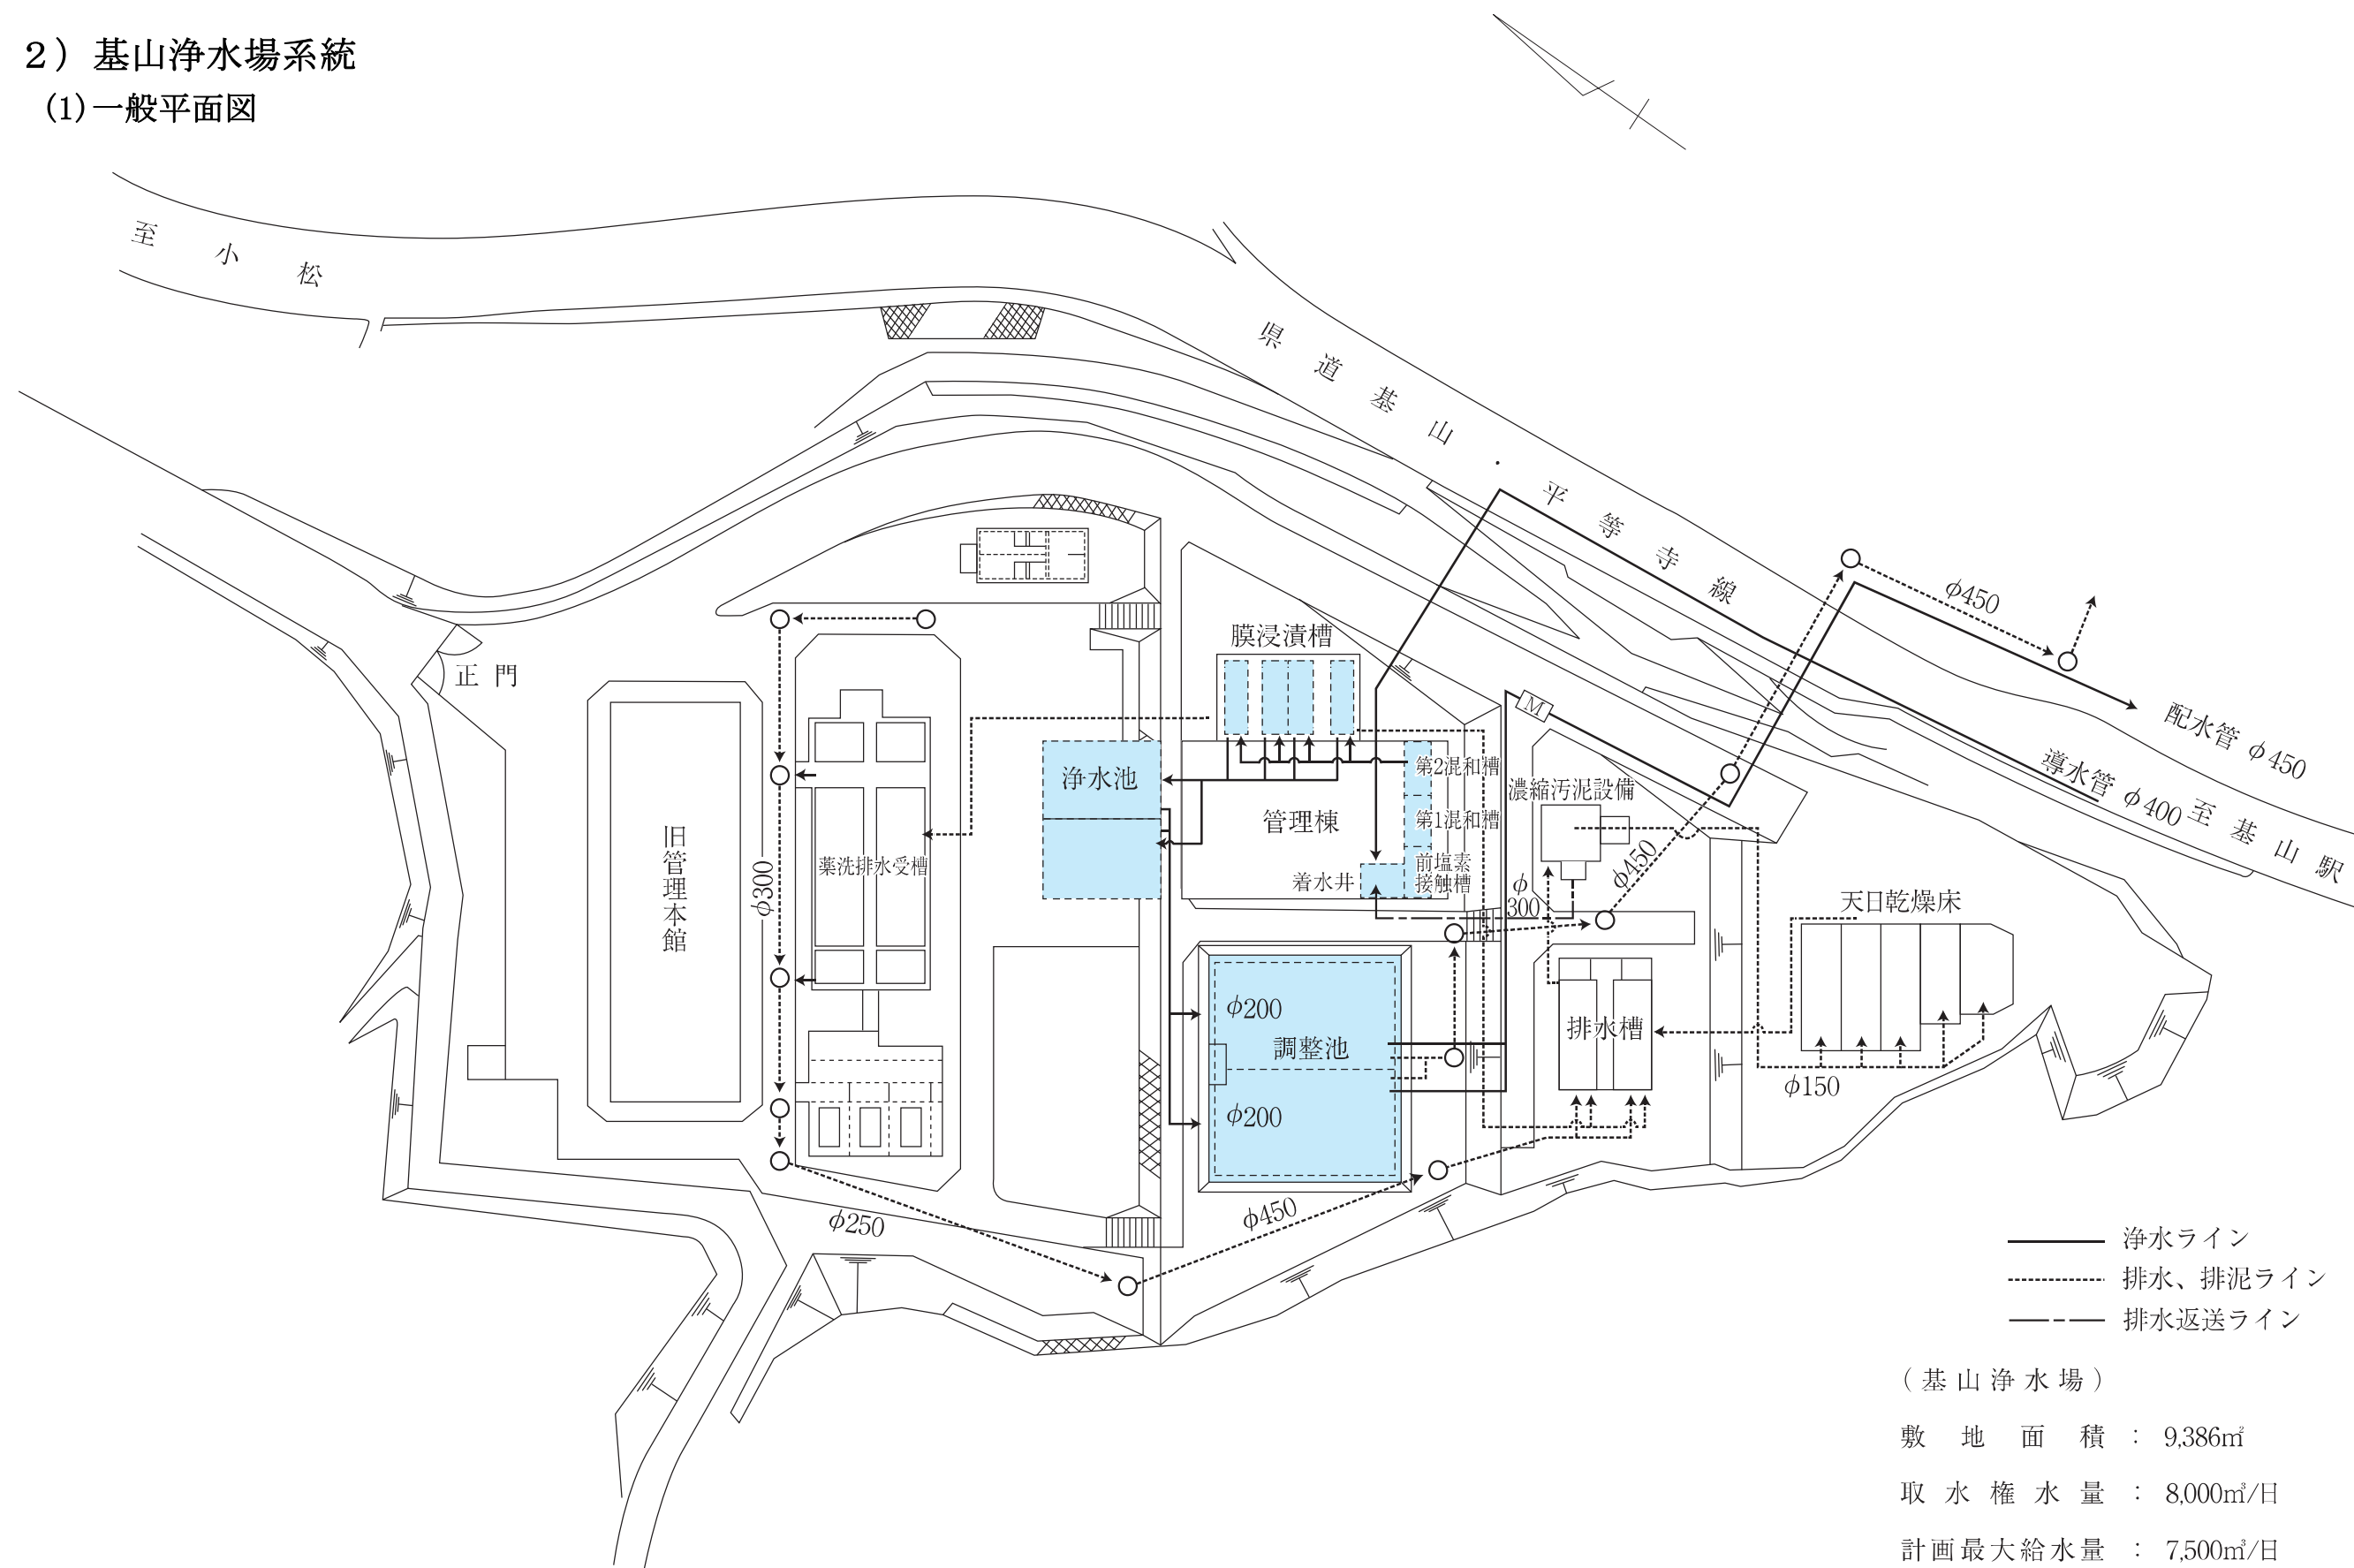 2）基山浄水場系統
(1)一般平面図
至小松
県道基山・平等寺線
φ450
配水管 φ450
導水管 φ400
至基山駅
正門
膜浸漬槽
第2混和槽
浄水池
管理棟
第1混和槽
濃縮汚泥設備
M
旧管理本館
薬洗排水受槽
φ300
着水井
前塩素
接触槽
φ
300
φ450
天日乾燥床
φ200
調整池
φ200
排水槽
φ150
φ250
φ450
浄水ライン
排水、排泥ライン
排水返送ライン
（基山浄水場）
敷地面積：9,386㎡
取水権水量：8,000㎥/日
計画最大給水量：7,500㎥/日